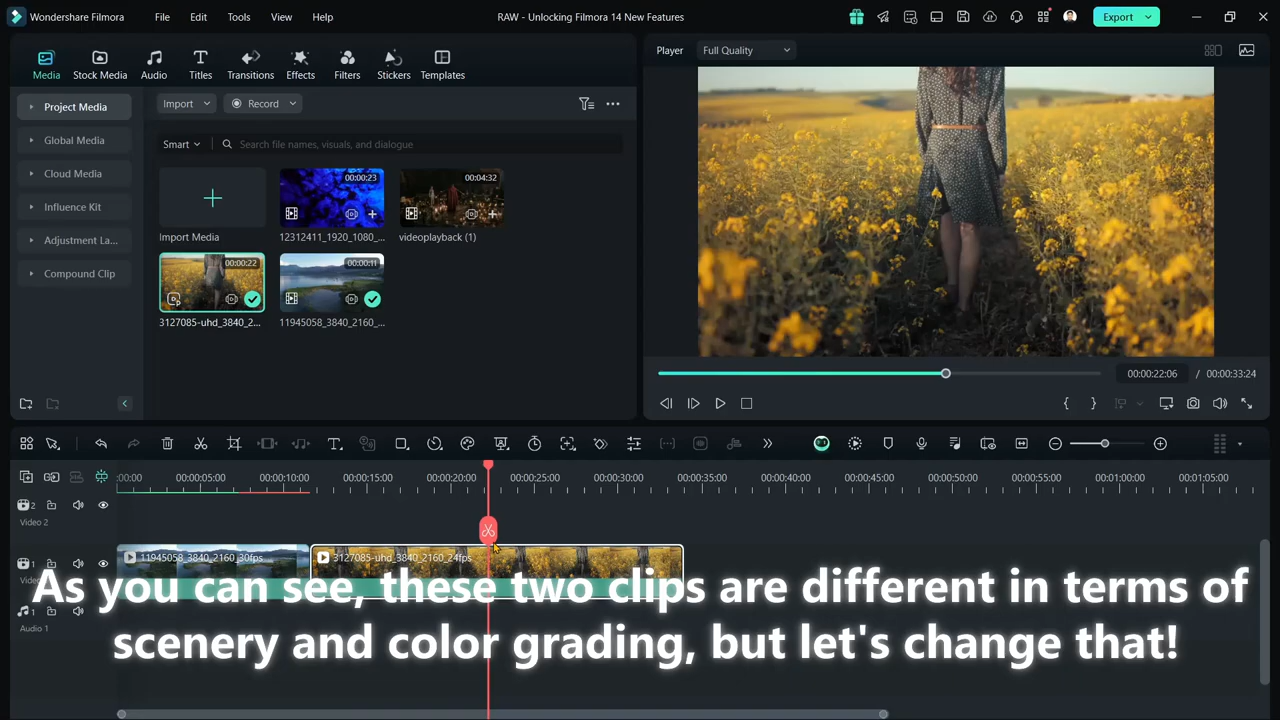 Wondershare Filmora File Edit Tools View Help RAW - Unlocking Filmora 14 New Features Export
Media Stock Media Audio Titles Transitions Effects Filters Stickers Templates
Player Full Quality
Project Media
Global Media
Cloud Media
Influence Kit
Adjustment La...
Compound Clip
Import Record
Smart Search file names, visuals, and dialogue
Import Media
00:00:23
12312411_1920_1080_...
00:04:32
videoplayback (1)
00:00:22
3127085-uhd_3840_2...
00:00:11
11945058_3840_2160_...
00:00:22:06 / 00:00:33:24
:00:00 00:00:05:00 00:00:10:00 00:00:15:00 00:00:20:00 00:00:25:00 00:00:30:00 00:00:35:00 00:00:40:00 00:00:45:00 00:00:50:00 00:00:55:00 00:01:00:00 00:01:05:00
2
Video 2
1
11945058_3840_2160_30fps 3127085-uhd_3840_2160_24fps
As you can see, these two clips are different in terms of
scenery and color grading, but let's change that!
1
Audio 1